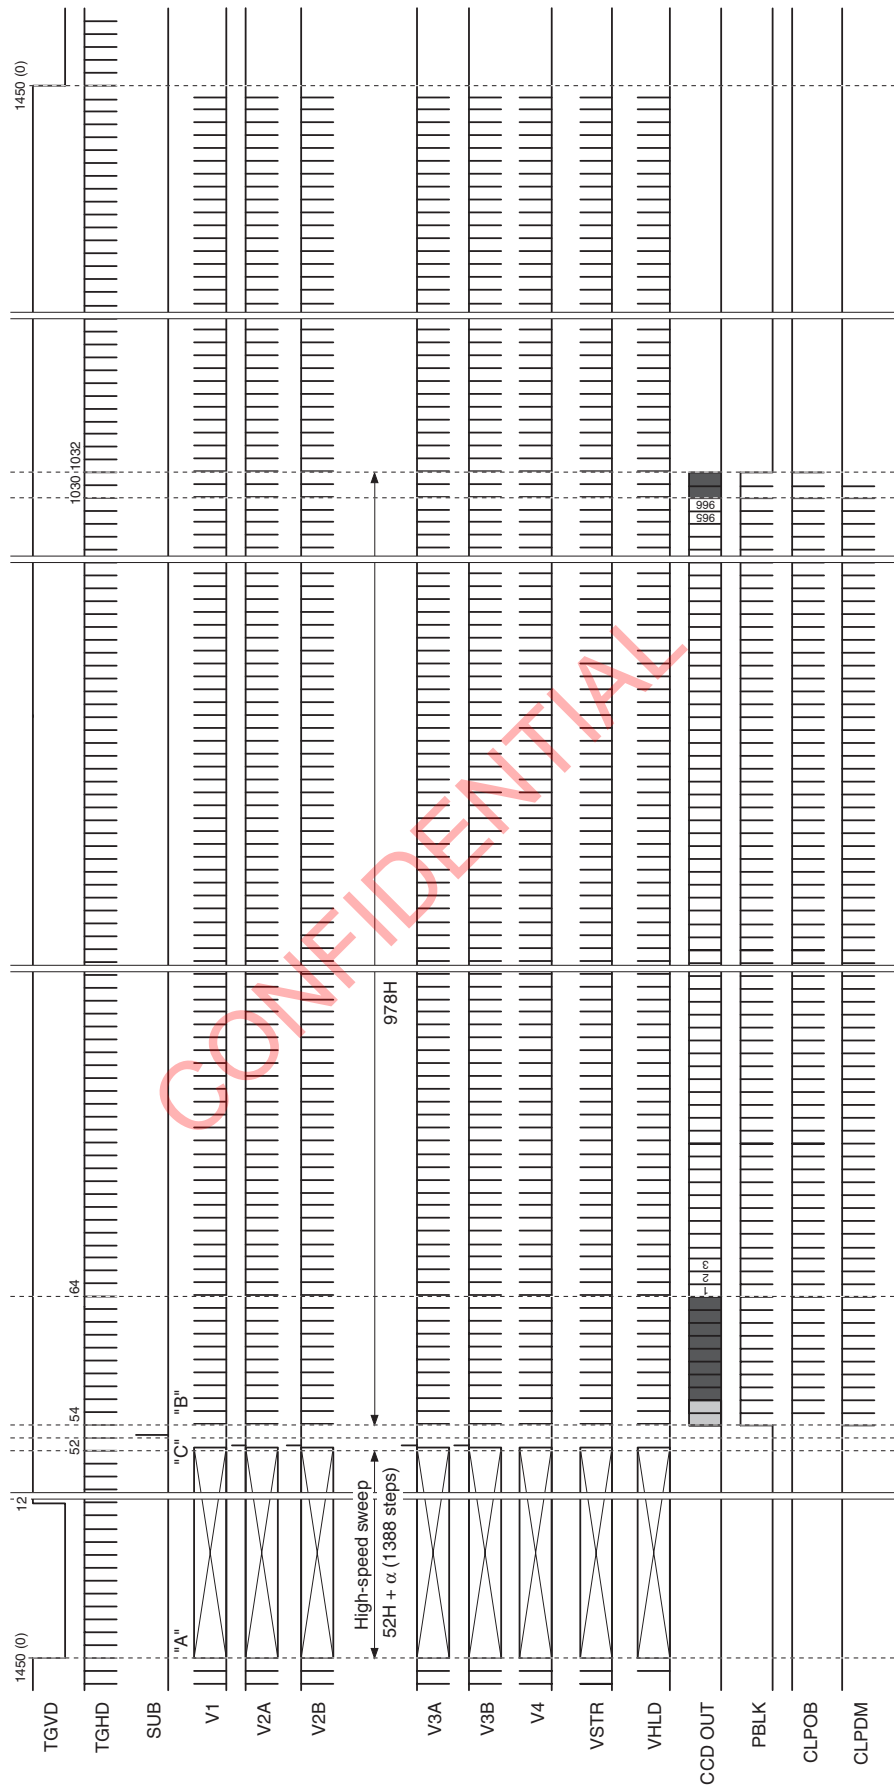 1450 (0)
12
52
54
64
1030
1032
1450 (0)
TGVD
TGHD
SUB
"A"
"C"
"B"
V1
V2A
V2B
High-speed sweep
52H + α (1388 steps)
978H
V3A
V3B
V4
VSTR
VHLD
CCD OUT
1
2
3
965
966
PBLK
CLPOB
CLPDM
CONFIDENTIAL